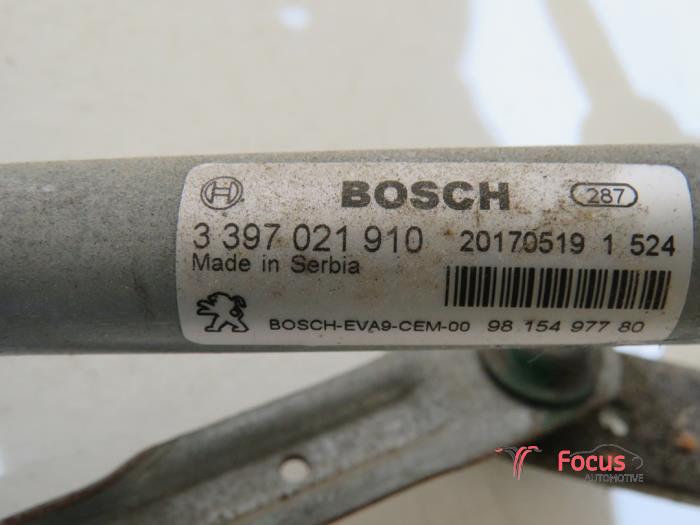 BOSCH 287
3 397 021 910 20170519 1 524
Made in Serbia
BOSCH-EVA9-CEM-00 98 154 977 80
Focus
AUTOMOTIVE